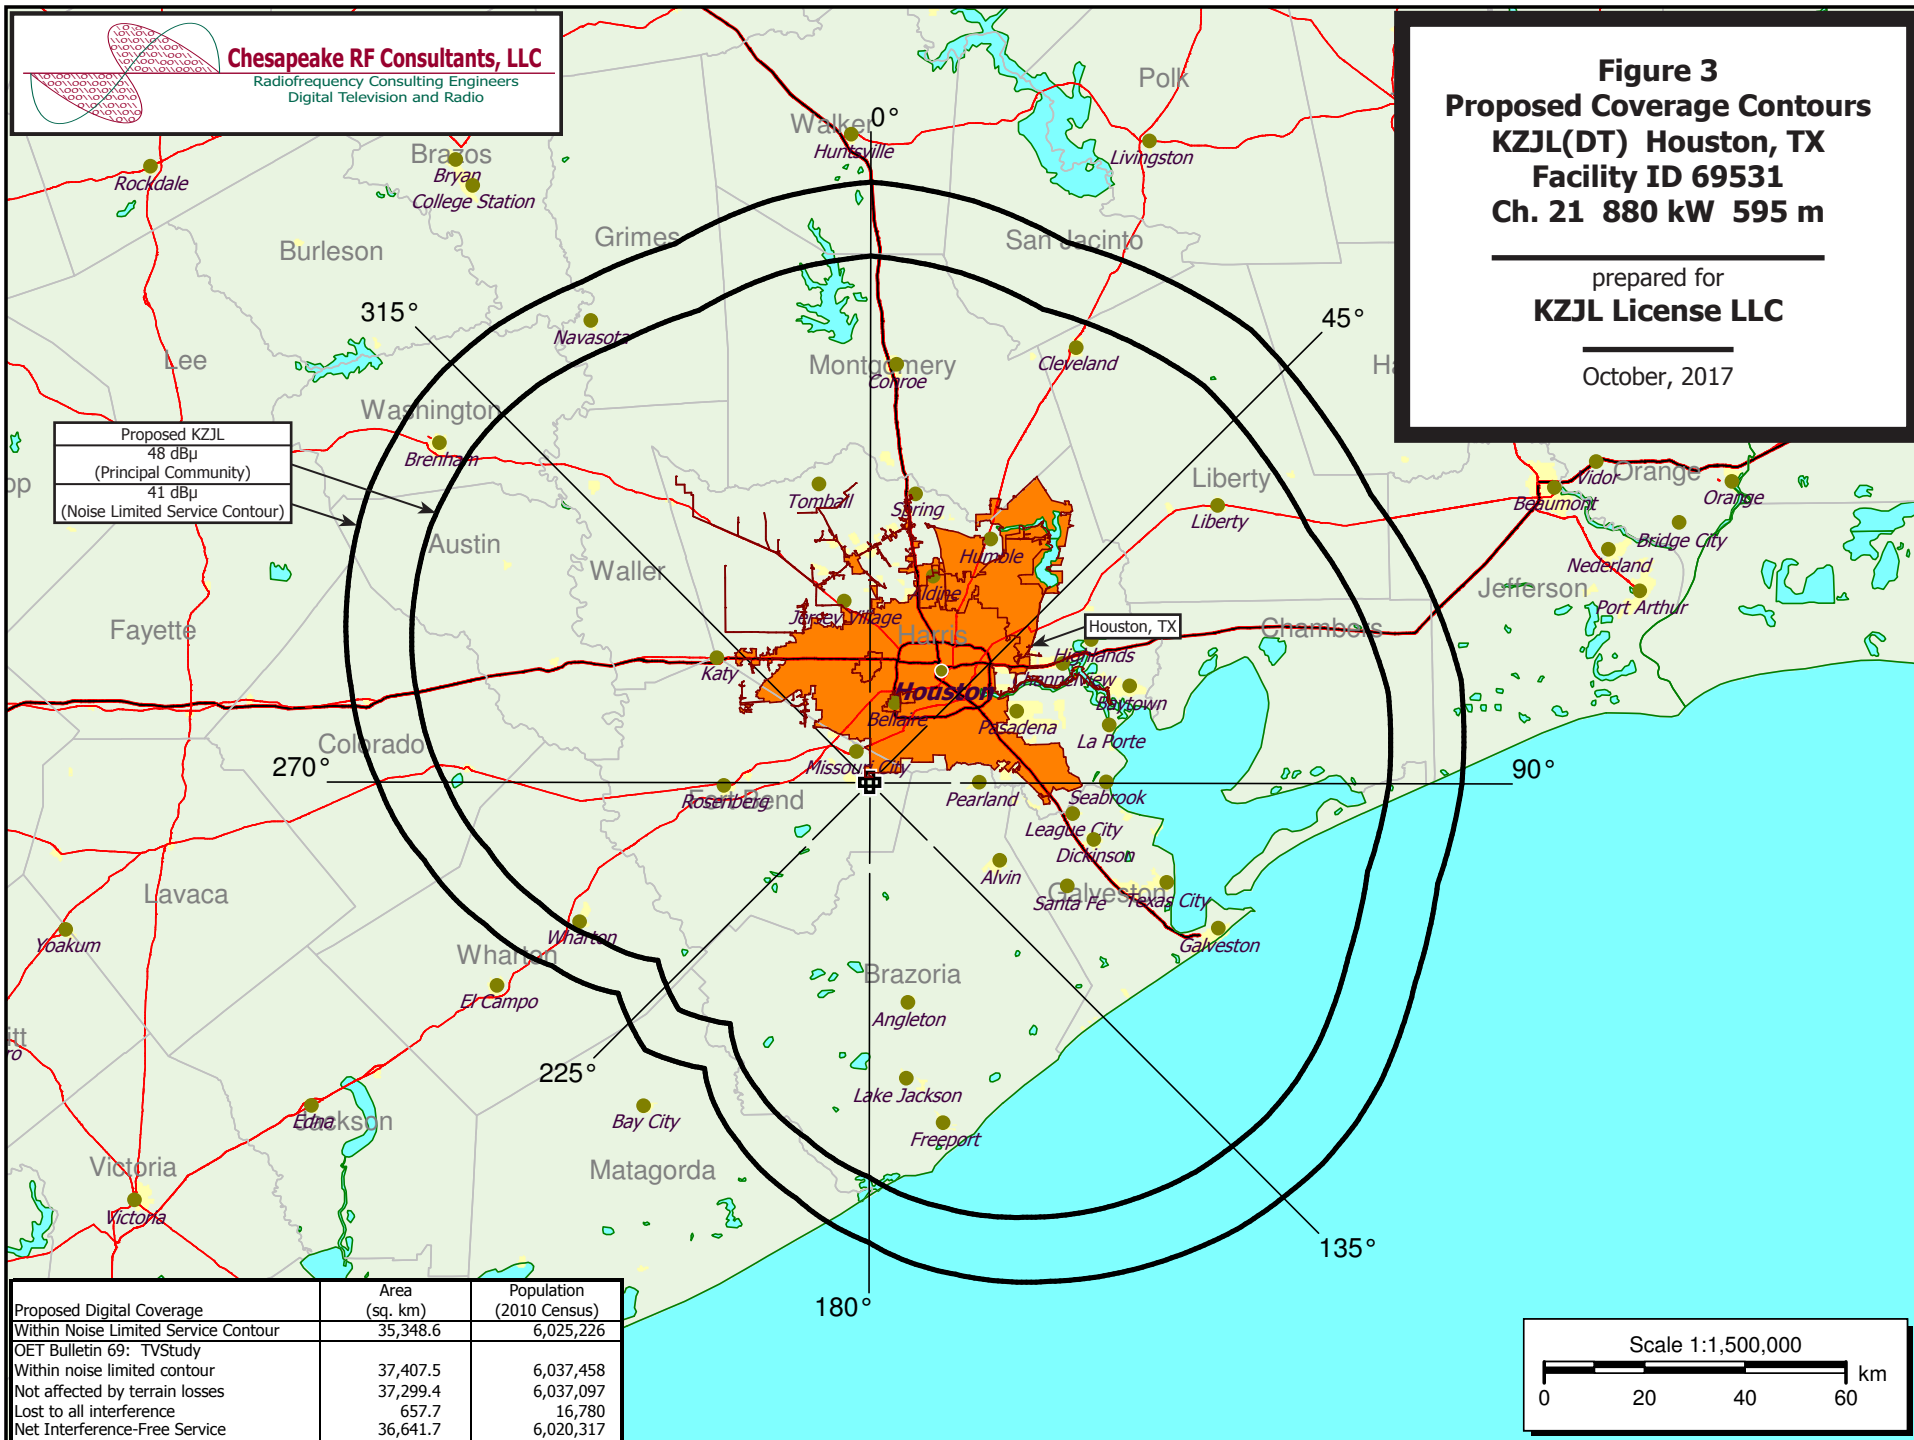 Chesapeake RF Consultants, LLC
Radiofrequency Consulting Engineers
Digital Television and Radio
Figure 3
Proposed Coverage Contours
KZJL(DT) Houston, TX
Facility ID 69531
Ch. 21 880 kW 595 m
prepared for
KZJL License LLC
October, 2017
Polk
Walker
0°
Huntsville
Livingston
Brazos
Bryan
College Station
Rockdale
Burleson
Grimes
San Jacinto
315°
45°
Navasota
Lee
Montgomery
Conroe
Cleveland
Ha
Washington
Brenham
Proposed KZJL
48 dBµ
(Principal Community)
41 dBµ
(Noise Limited Service Contour)
op
Tomball
Spring
Liberty
Liberty
Vidor
Orange
Beaumont
Orange
Bridge City
Austin
Humble
Nederland
Waller
Aldine
Jefferson
Port Arthur
Jersey Village
Houston, TX
Fayette
Harris
Chambers
Highlands
Katy
Channelview
Houston
Baytown
Bellaire
Pasadena
La Porte
Colorado
270°
Missouri City
90°
Rosenberg
Fort Bend
Pearland
Seabrook
League City
Dickinson
Lavaca
Alvin
Galveston
Santa Fe
Texas City
Yoakum
Wharton
Wharton
Galveston
El Campo
Brazoria
Angleton
itt
ro
225°
Lake Jackson
Edna
Jackson
Bay City
Freeport
Victoria
Matagorda
Victoria
135°
180°
Proposed Digital Coverage Area (sq. km) Population (2010 Census)
Within Noise Limited Service Contour 35,348.6 6,025,226
OET Bulletin 69: TVStudy
Within noise limited contour 37,407.5 6,037,458
Not affected by terrain losses 37,299.4 6,037,097
Lost to all interference 657.7 16,780
Net Interference-Free Service 36,641.7 6,020,317
Scale 1:1,500,000
km
0 20 40 60